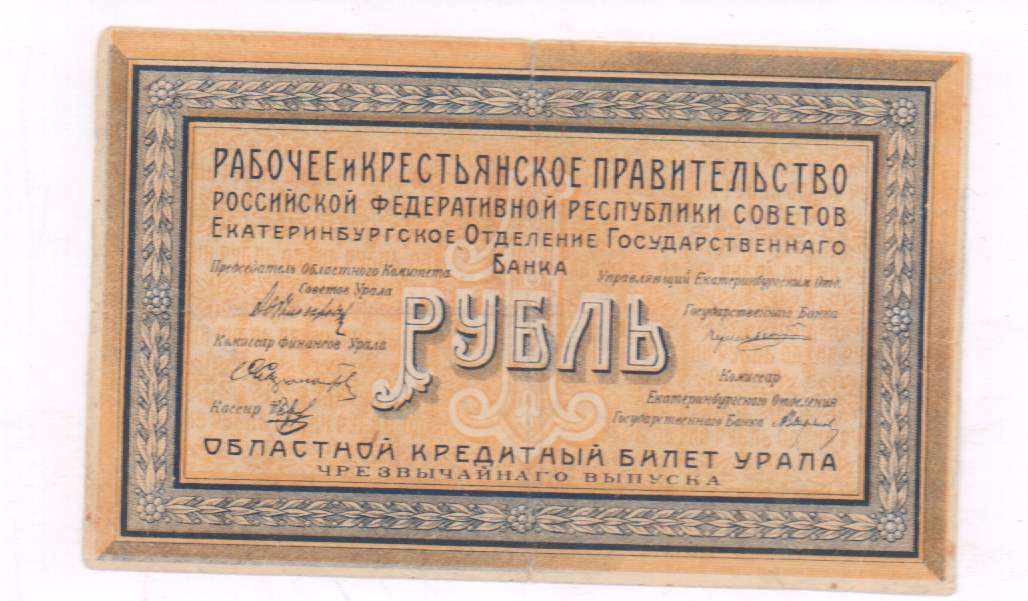 РАБОЧЕЕ и КРЕСТЬЯНСКОЕ ПРАВИТЕЛЬСТВО
РОССИЙСКОЙ ФЕДЕРАТИВНОЙ РЕСПУБЛИКИ СОВЕТОВ
ЕКАТЕРИНБУРГСКОЕ ОТДЕЛЕНИЕ ГОСУДАРСТВЕННАГО
БАНКА
Председатель Областного Комитета
Советов Урала
Управляющий Екатеринбургским Отд.
Государственнаго Банка
РУБЛЬ
Комиссар Финансов Урала
Кассир
Комиссар
Екатеринбургскаго Отделения
Государственнаго Банка
ОБЛАСТНОЙ КРЕДИТНЫЙ БИЛЕТ УРАЛА
ЧРЕЗВЫЧАЙНАГО ВЫПУСКА